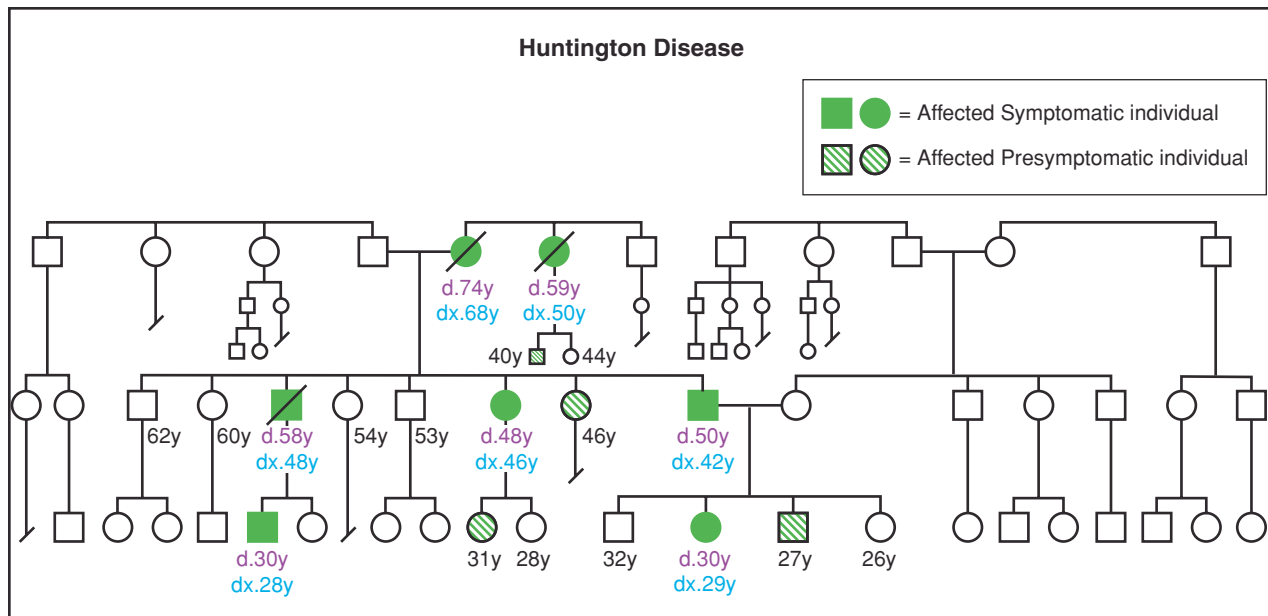 Huntington Disease
= Affected Symptomatic individual
= Affected Presymptomatic individual
d.74y
dx.68y
d.59y
dx.50y
40y
44y
62y
60y
d.58y
dx.48y
54y
53y
d.48y
dx.46y
46y
d.50y
dx.42y
d.30y
dx.28y
31y
28y
32y
d.30y
dx.29y
27y
26y